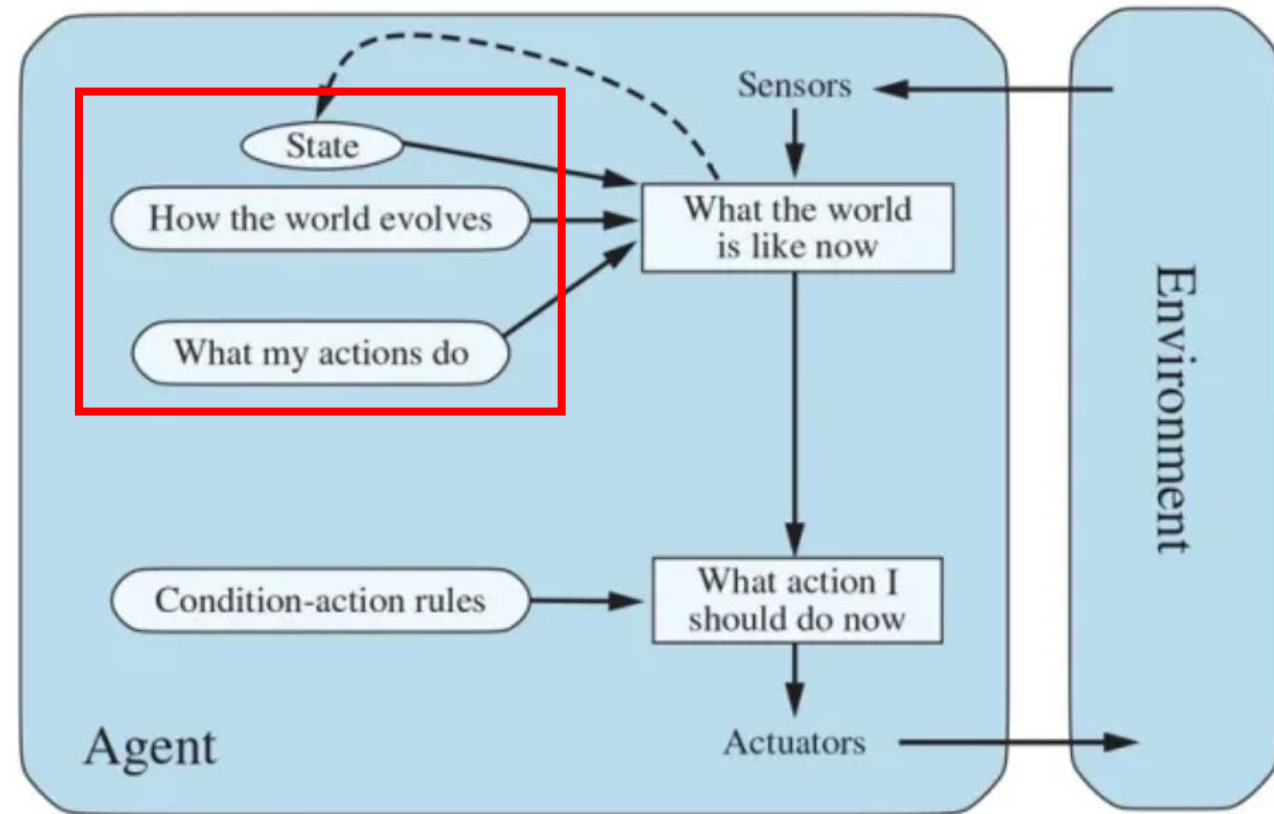 Sensors
State
What the world
is like now
How the world evolves
What my actions do
Condition-action rules
What action I
should do now
Agent
Actuators
Environment